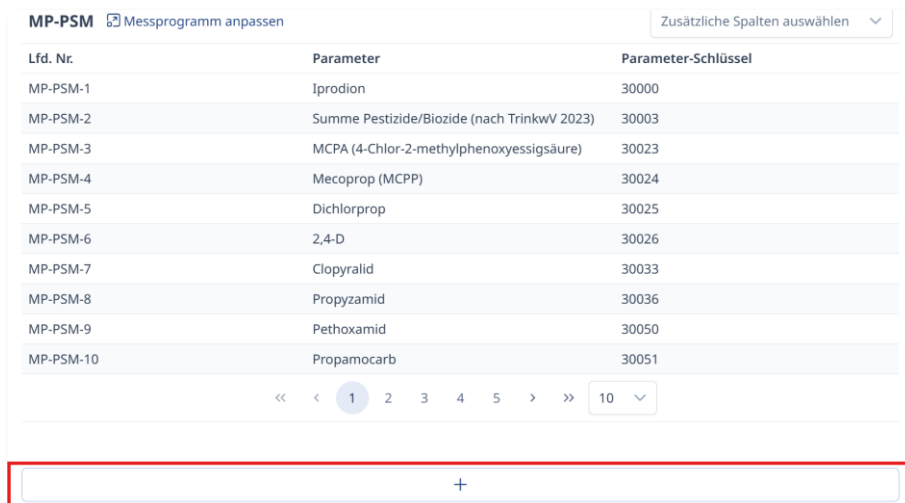 MP-PSM Messprogramm anpassen Zusätzliche Spalten auswählen
Lfd. Nr. Parameter Parameter-Schlüssel
MP-PSM-1 Iprodion 30000
MP-PSM-2 Summe Pestizide/Biozide (nach TrinkwV 2023) 30003
MP-PSM-3 MCPA (4-Chlor-2-methylphenoxyessigsäure) 30023
MP-PSM-4 Mecoprop (MCPP) 30024
MP-PSM-5 Dichlorprop 30025
MP-PSM-6 2,4-D 30026
MP-PSM-7 Clopyralid 30033
MP-PSM-8 Propyzamid 30036
MP-PSM-9 Pethoxamid 30050
MP-PSM-10 Propamocarb 30051
« ‹ 1 2 3 4 5 › » 10
+